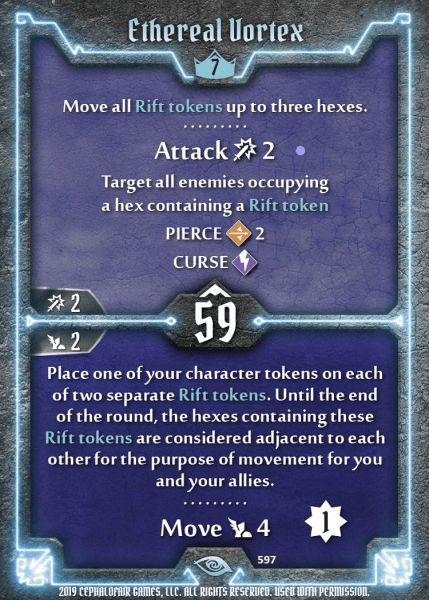 Ethereal Vortex
7
Move all Rift tokens up to three hexes.
Attack 2
Target all enemies occupying
a hex containing a Rift token
PIERCE 2
CURSE
2
59
2
Place one of your character tokens on each
of two separate Rift tokens. Until the end
of the round, the hexes containing these
Rift tokens are considered adjacent to each
other for the purpose of movement for you
and your allies.
Move 4
1
597
2019 CEPHALOFAIR GAMES, LLC. ALL RIGHTS RESERVED. USED WITH PERMISSION.